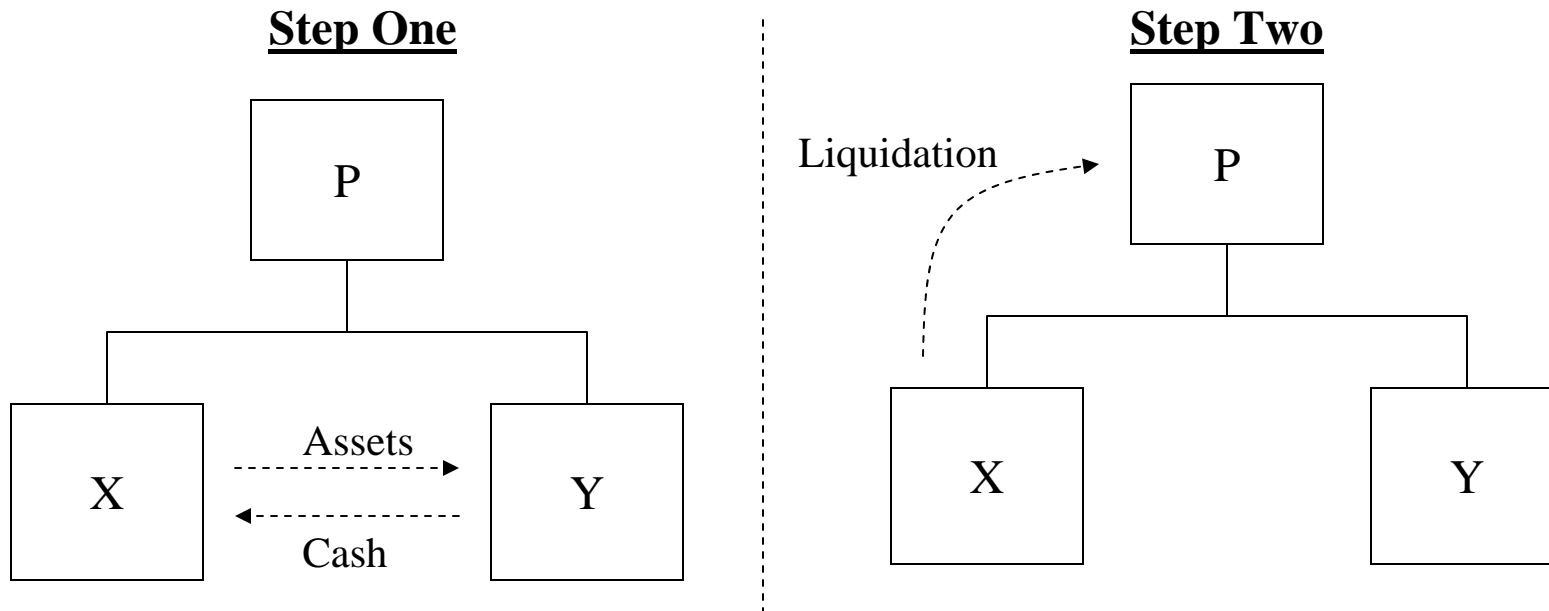 Step One
P
X
Assets
Cash
Y
Step Two
Liquidation
P
X
Y